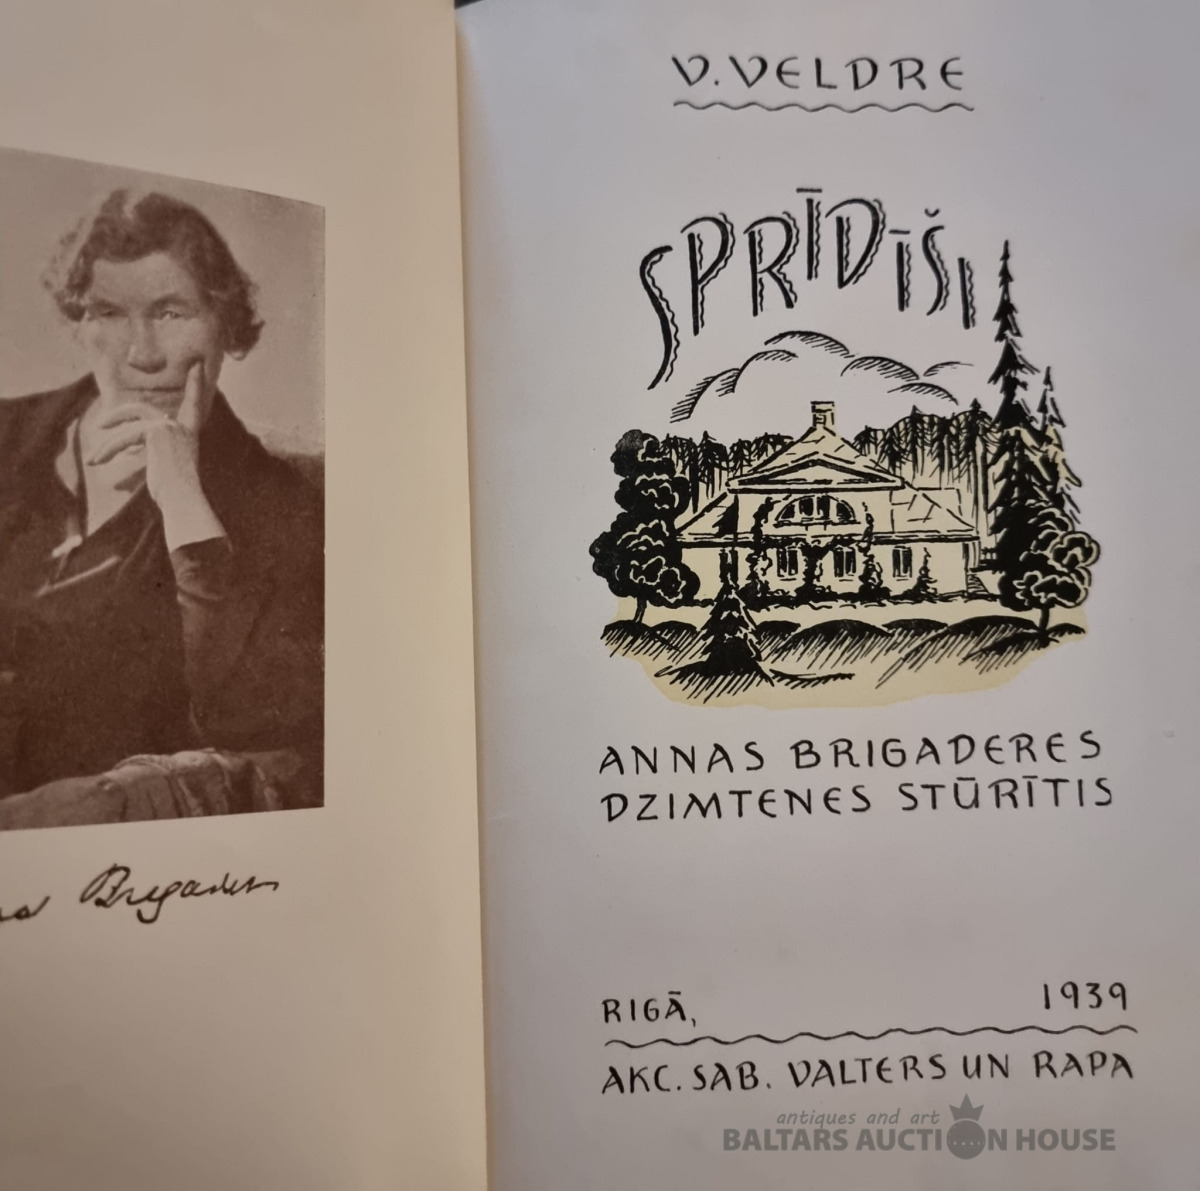 V. VELDRE
SPRĪDĪŠI
ANNAS BRIGADERES
DZIMTENES STŪRĪTIS
Brigader
RIGĀ, 1939
AKC. SAB. VALTERS UN RAPA
antiques and art
BALTARS AUCTION HOUSE